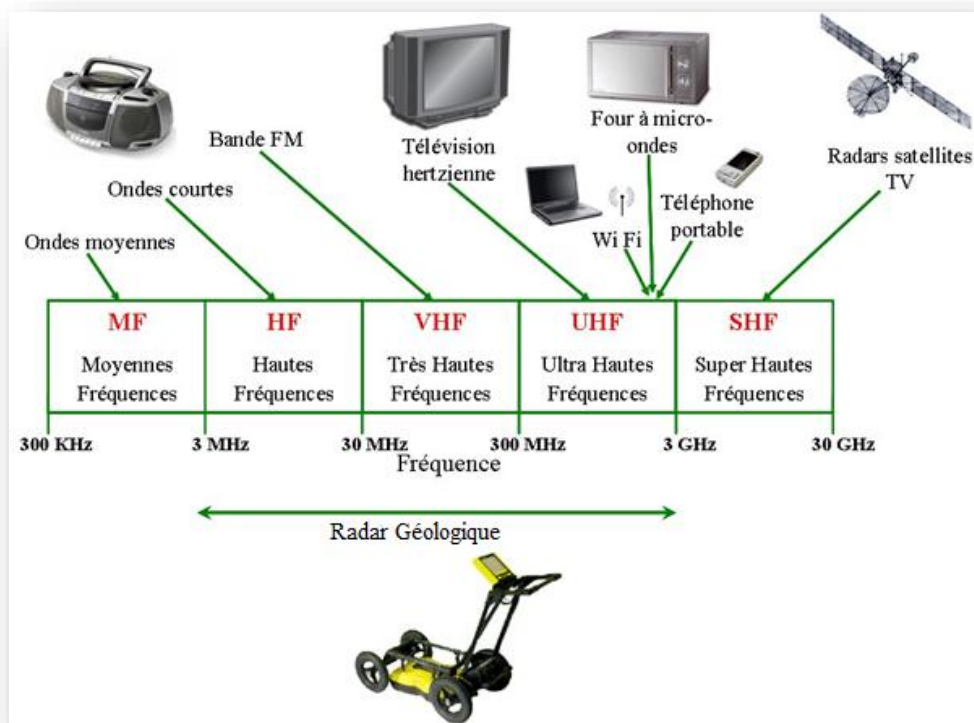 Bande FM
Télévision
hertzienne
Four à micro-
ondes
Radars satellites
TV
Ondes courtes
Wi Fi
Téléphone
portable
Ondes moyennes
MF
HF
VHF
UHF
SHF
Moyennes
Fréquences
Hautes
Fréquences
Très Hautes
Fréquences
Ultra Hautes
Fréquences
Super Hautes
Fréquences
300 KHz
3 MHz
30 MHz
300 MHz
3 GHz
30 GHz
Fréquence
Radar Géologique